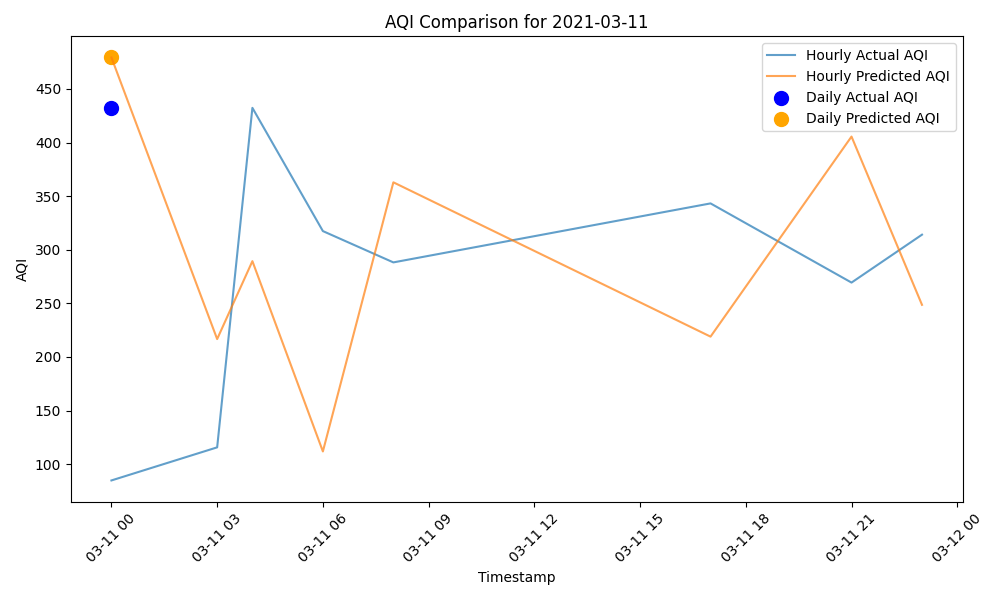 AQI Comparison for 2021-03-11
Hourly Actual AQI
Hourly Predicted AQI
Daily Actual AQI
Daily Predicted AQI
AQI
450
400
350
300
250
200
150
100
03-11 00
03-11 03
03-11 06
03-11 09
03-11 12
03-11 15
03-11 18
03-11 21
03-12 00
Timestamp